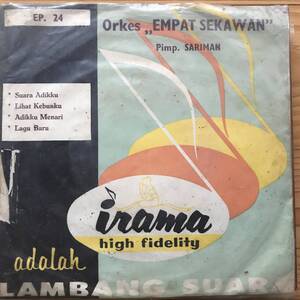 EP. 24
Orkes „EMPAT SEKAWAN"
Pimp. SARIMAN
* Suara Adikku
* Lihat Kebunku
* Adikku Menari
* Lagu Baru
irama
high fidelity
adalah
LAMBANG SUARA